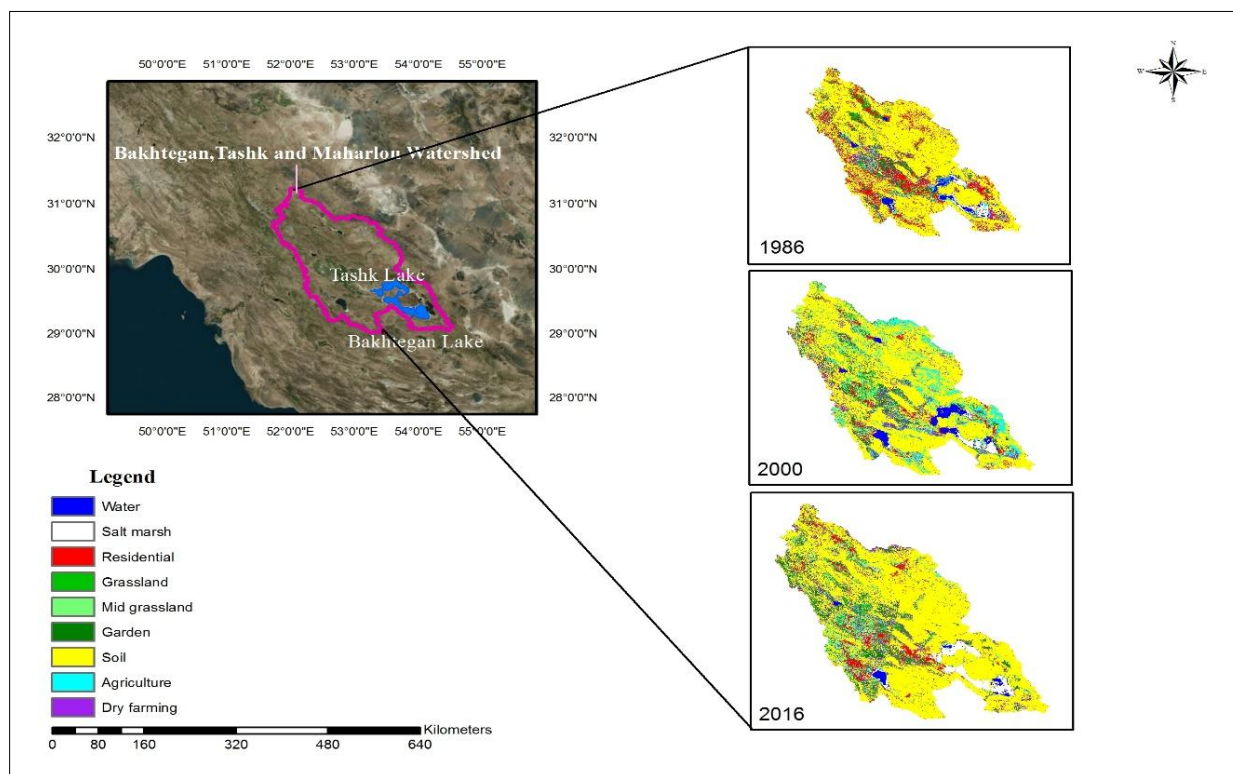 50°0'0"E 51°0'0"E 52°0'0"E 53°0'0"E 54°0'0"E 55°0'0"E
32°0'0"N
31°0'0"N
30°0'0"N
29°0'0"N
28°0'0"N
Bakhtegan,Tashk and Maharlou Watershed
Tashk Lake
Bakhtegan Lake
32°0'0"N
31°0'0"N
30°0'0"N
29°0'0"N
28°0'0"N
50°0'0"E 51°0'0"E 52°0'0"E 53°0'0"E 54°0'0"E 55°0'0"E
Legend
Water
Salt marsh
Residential
Grassland
Mid grassland
Garden
Soil
Agriculture
Dry farming
Kilometers
0 80 160 320 480 640
1986
2000
2016
N
W E
S